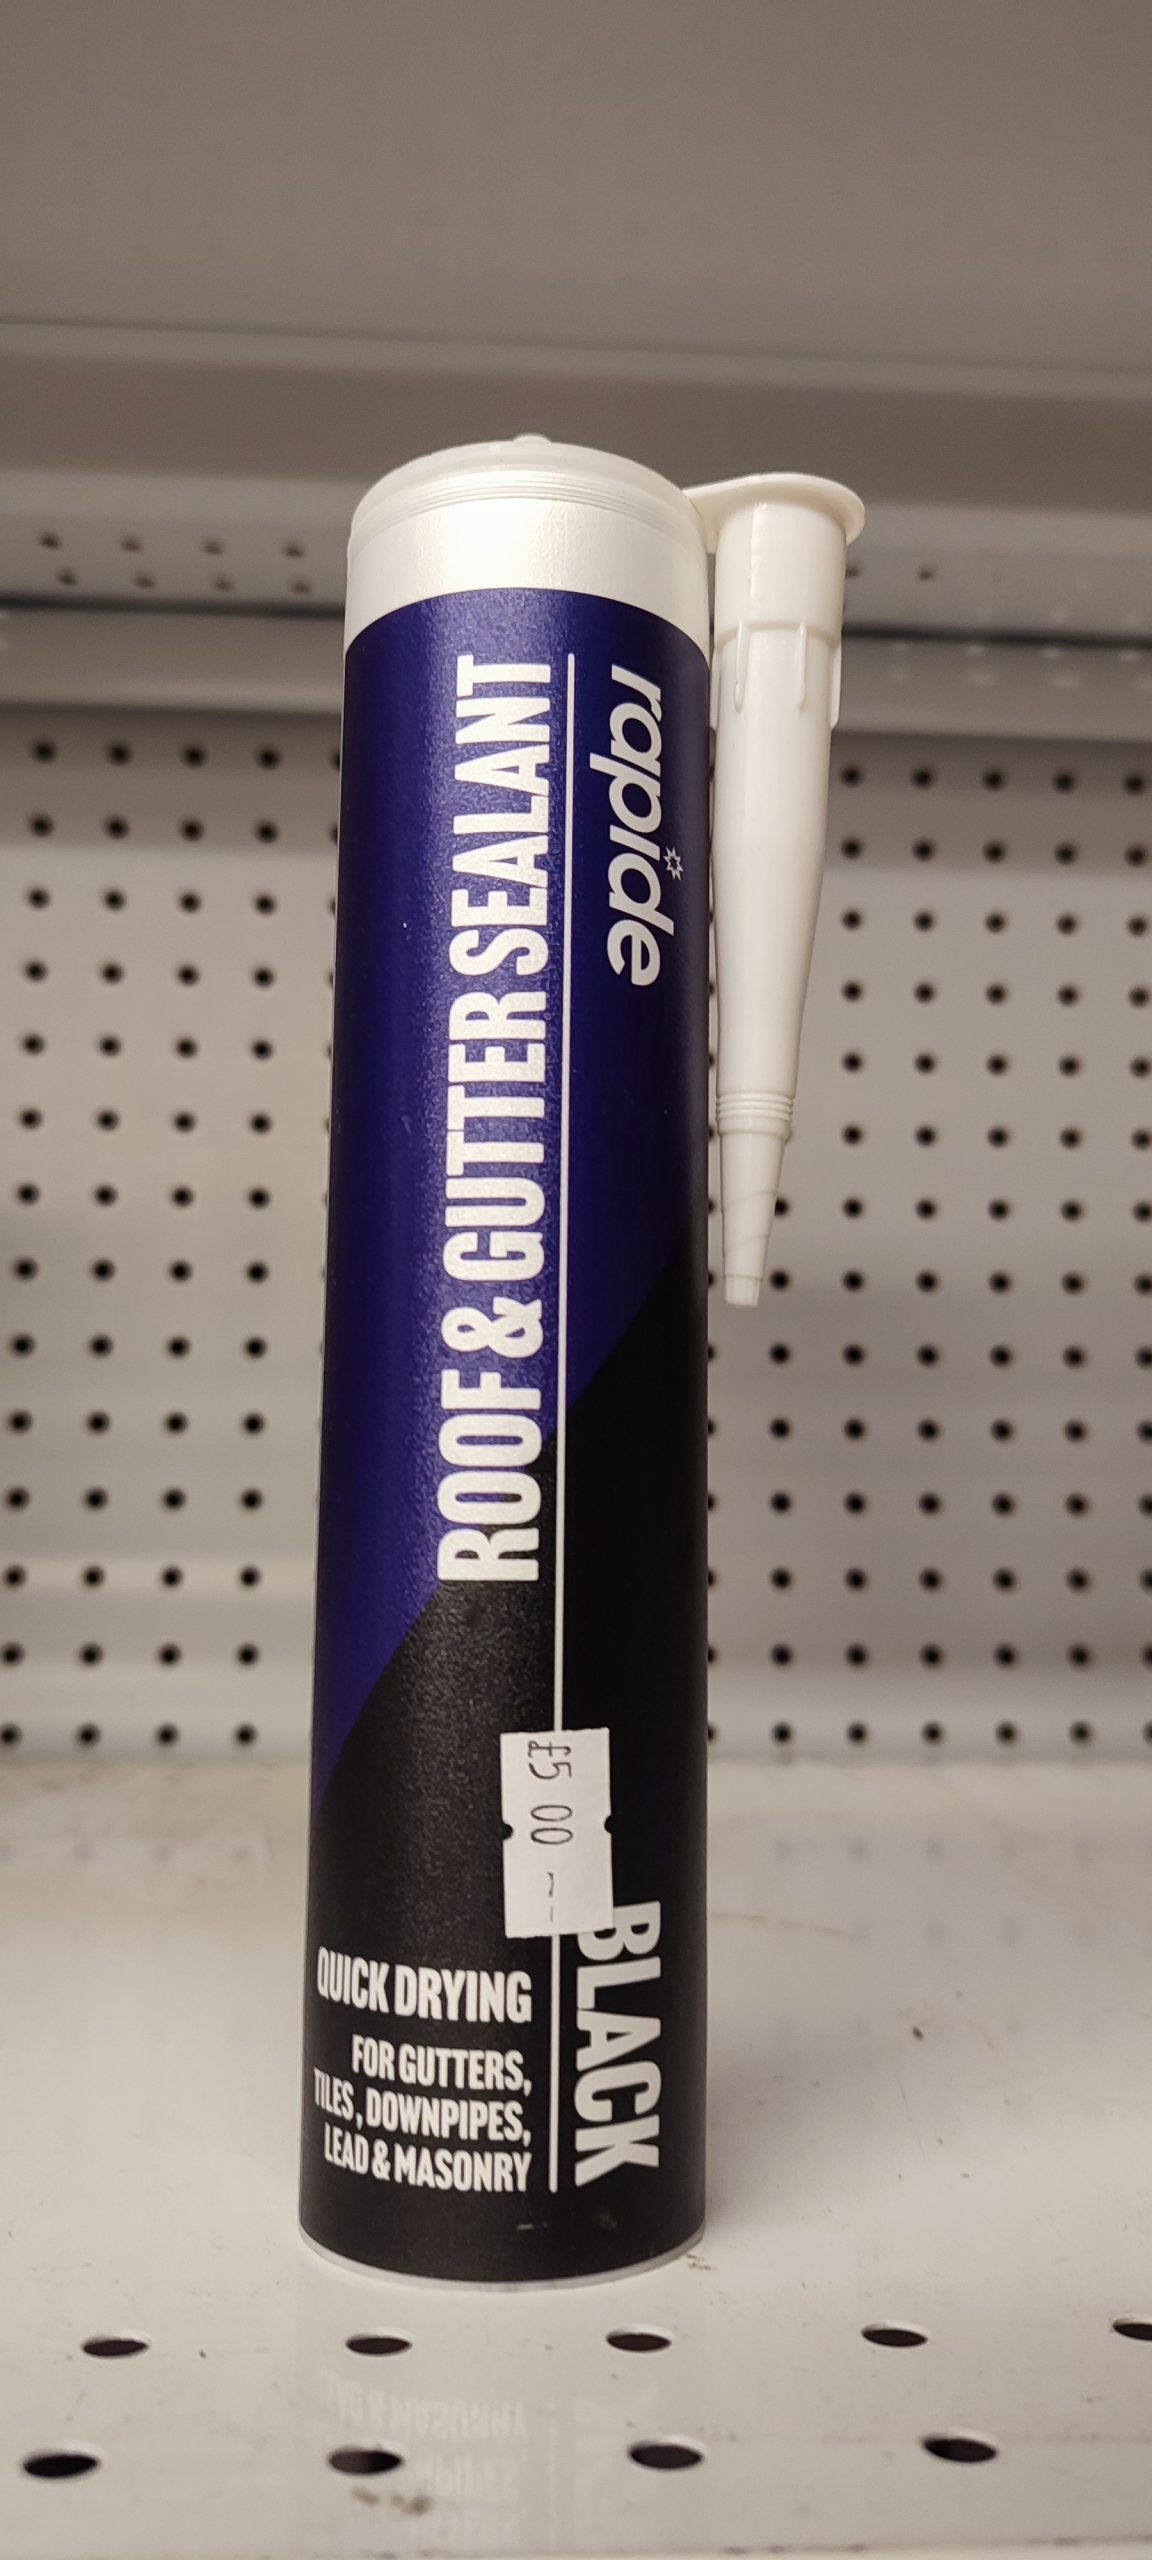 rapide
ROOF & GUTTER SEALANT
£5 00
BLACK
QUICK DRYING
FOR GUTTERS,
TILES, DOWNPIPES,
LEAD & MASONRY